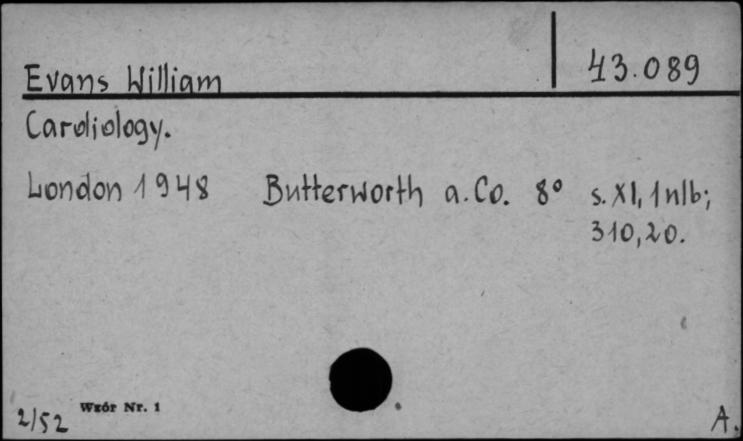 Evans William 43.089
Cardiology.
London 1948 Butterworth a. Co. 8° s. XI, 1 nlb;
310, 20.
Wzór Nr. 1
2/52
A.